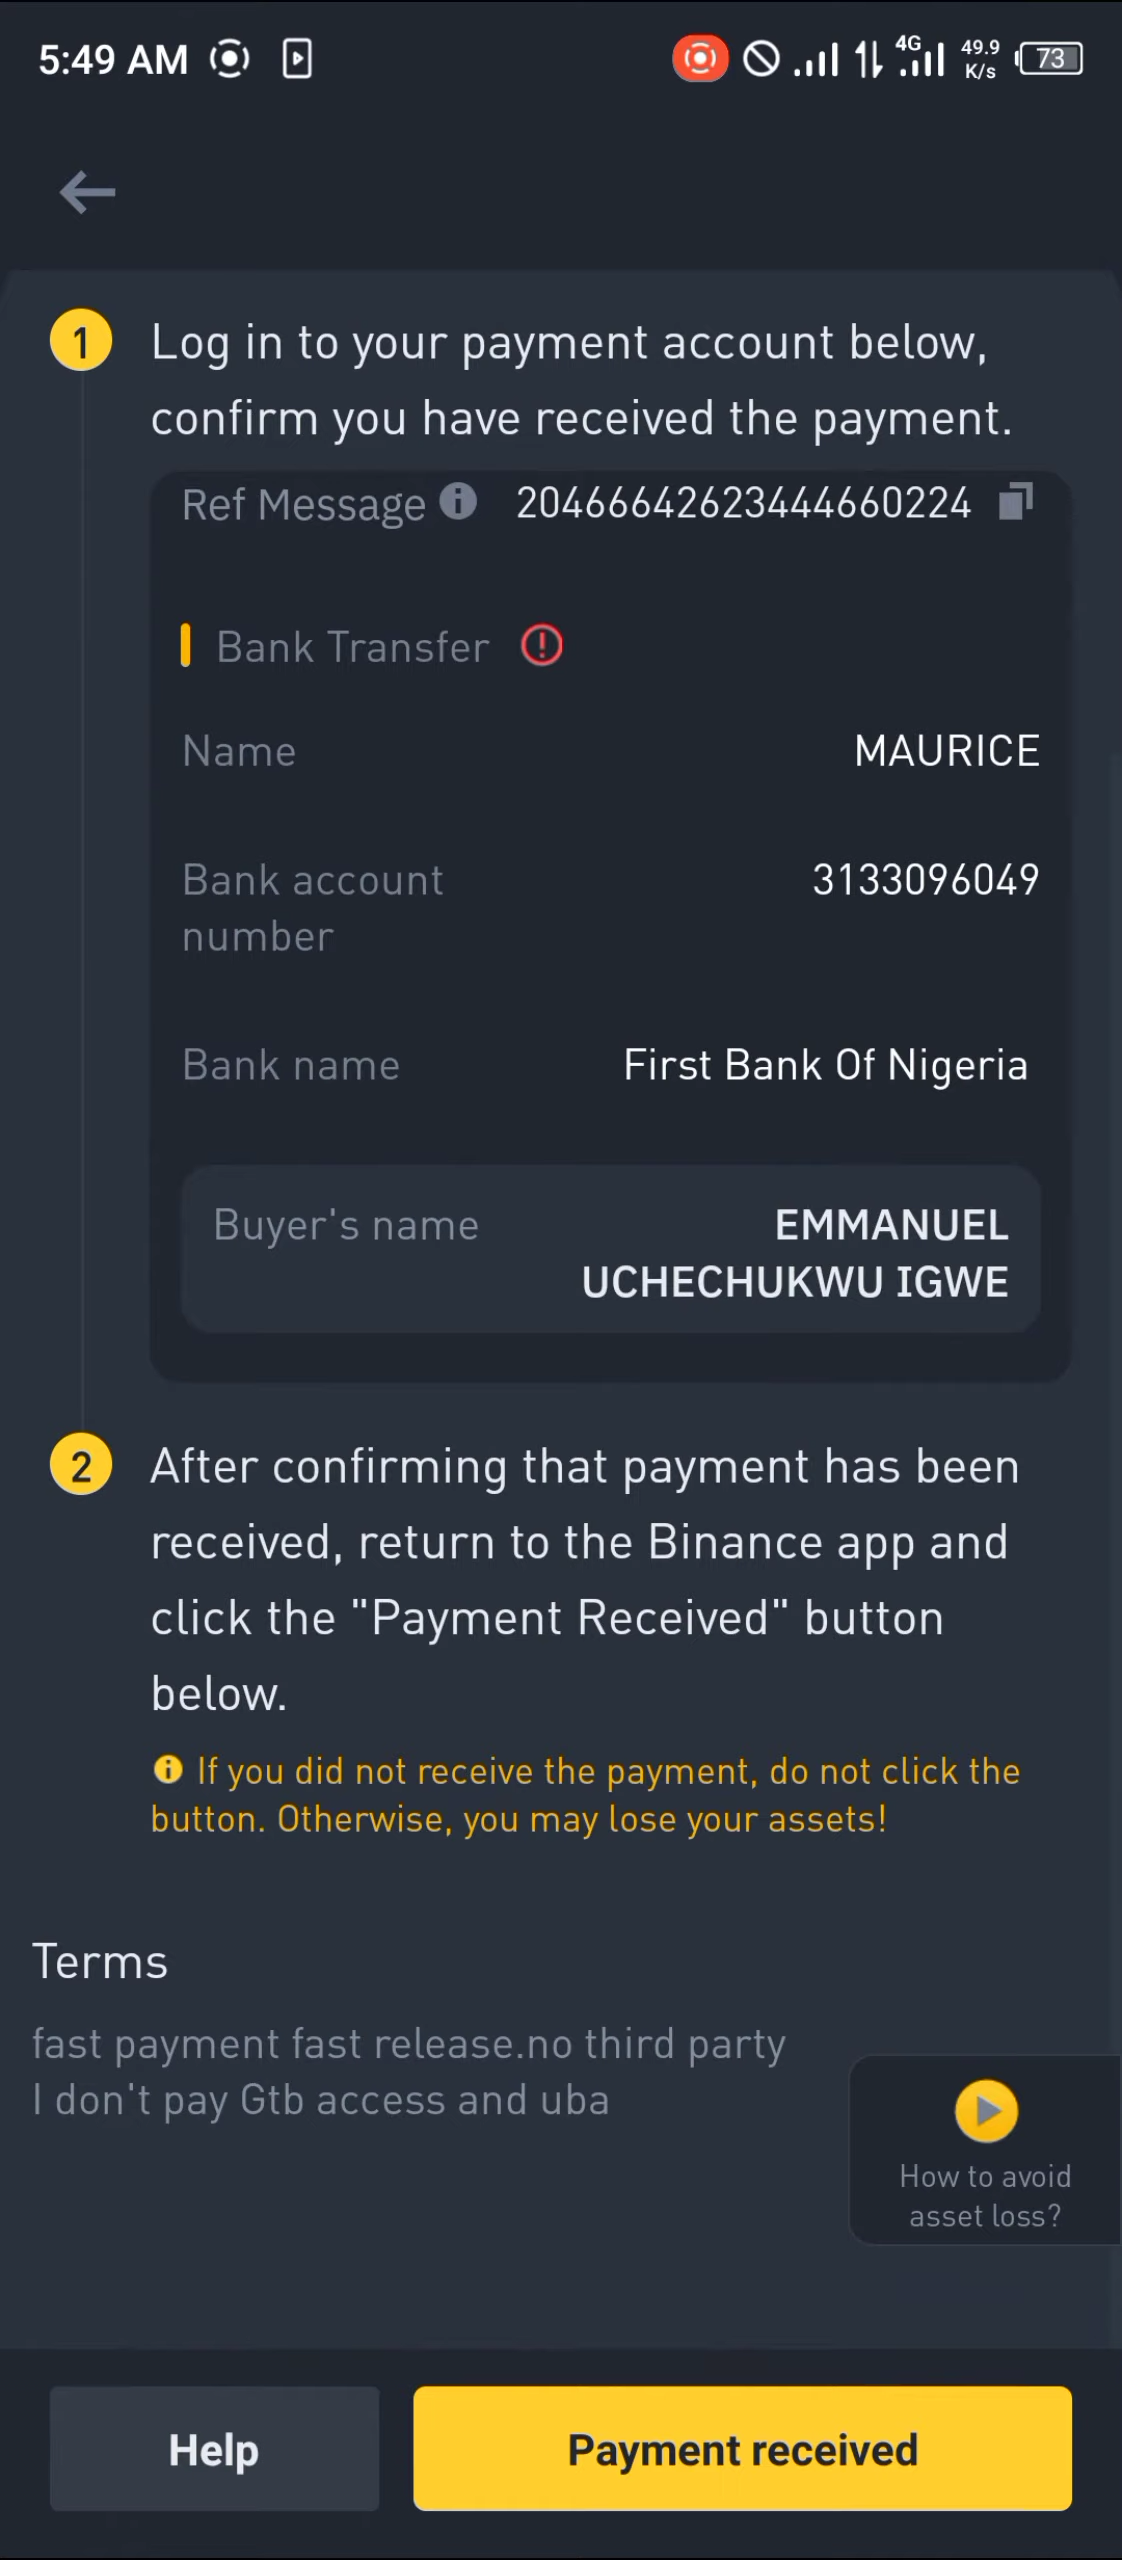 5:49 AM
4G
49.9
K/s
73
1
Log in to your payment account below,
confirm you have received the payment.
Ref Message
20466642623444660224
Bank Transfer
Name
MAURICE
Bank account
number
3133096049
Bank name
First Bank Of Nigeria
Buyer's name
EMMANUEL
UCHECHUKWU IGWE
2
After confirming that payment has been
received, return to the Binance app and
click the "Payment Received" button
below.
If you did not receive the payment, do not click the
button. Otherwise, you may lose your assets!
Terms
fast payment fast release.no third party
I don't pay Gtb access and uba
How to avoid
asset loss?
Help
Payment received